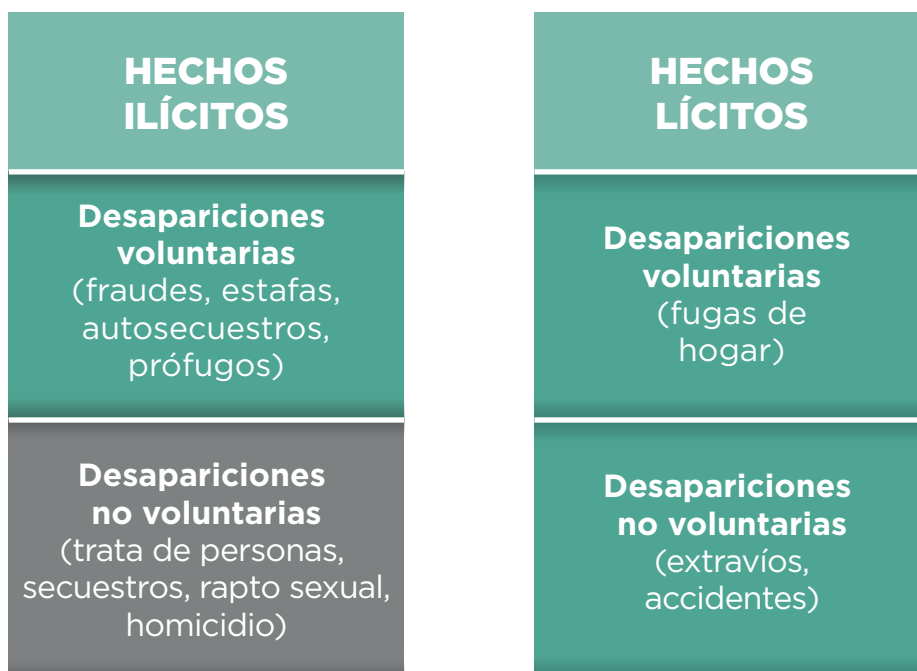 HECHOS
ILÍCITOS
Desapariciones
voluntarias
(fraudes, estafas,
autosecuestros,
prófugos)
Desapariciones
no voluntarias
(trata de personas,
secuestros, rapto sexual,
homicidio)
HECHOS
LÍCITOS
Desapariciones
voluntarias
(fugas de
hogar)
Desapariciones
no voluntarias
(extravíos,
accidentes)